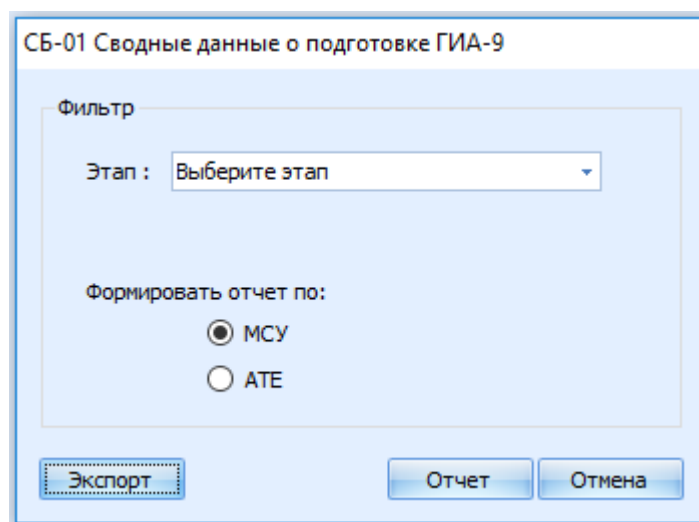 СБ-01 Сводные данные о подготовке ГИА-9
Фильтр
Этап : Выберите этап
Формировать отчет по:
МСУ
АТЕ
Экспорт Отчет Отмена